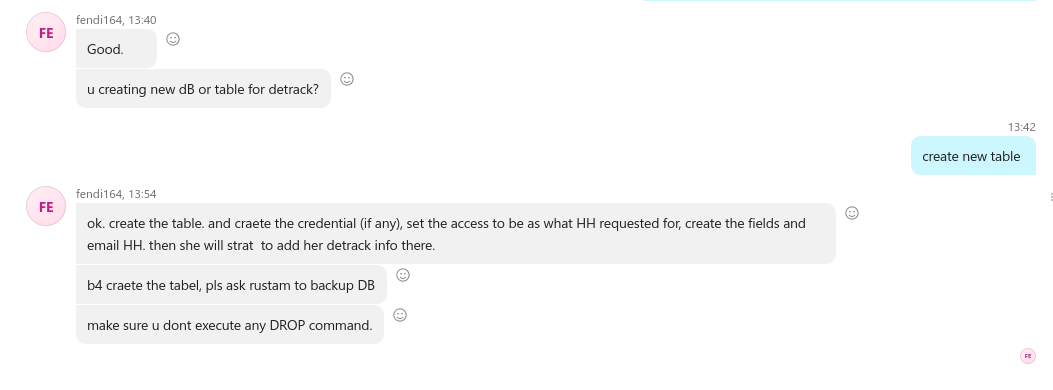 fendi164, 13:40
FE
Good.
u creating new dB or table for detrack?
13:42
create new table
fendi164, 13:54
FE
ok. create the table. and craete the credential (if any), set the access to be as what HH requested for, create the fields and
email HH. then she will strat  to add her detrack info there.
b4 craete the tabel, pls ask rustam to backup DB
make sure u dont execute any DROP command.
FE